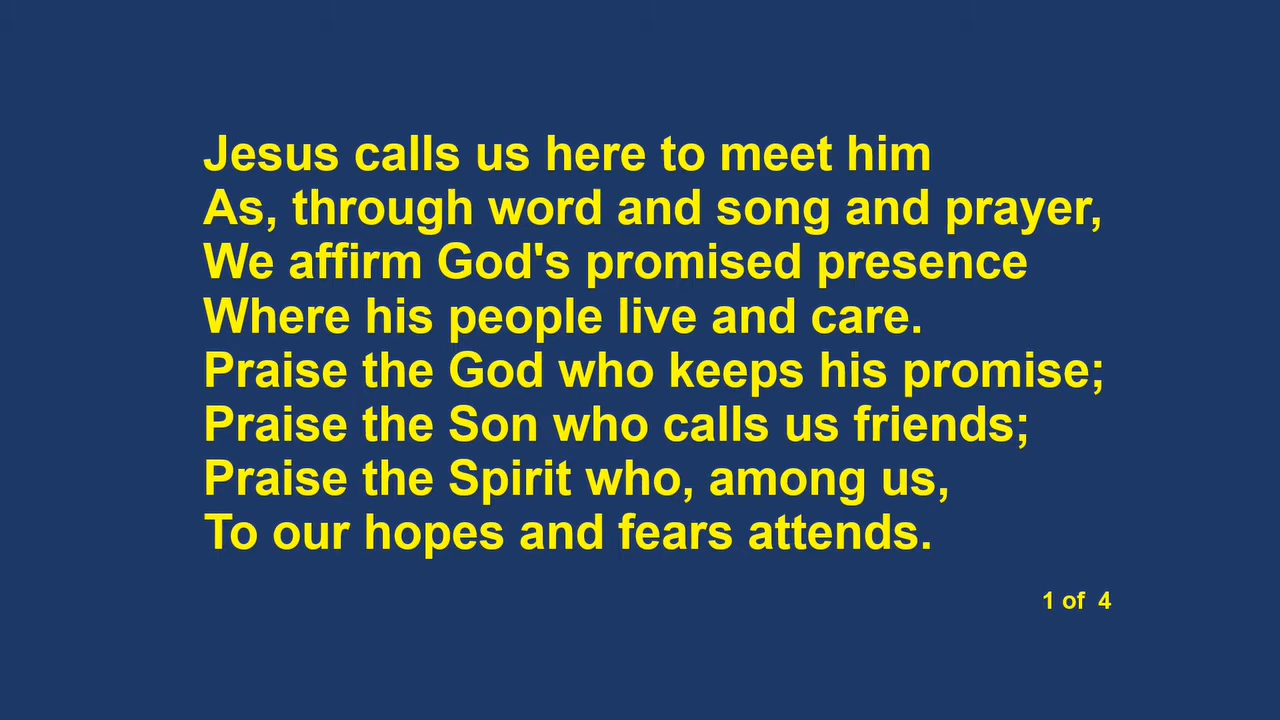 Jesus calls us here to meet him
As, through word and song and prayer,
We affirm God's promised presence
Where his people live and care.
Praise the God who keeps his promise;
Praise the Son who calls us friends;
Praise the Spirit who, among us,
To our hopes and fears attends.
1 of 4